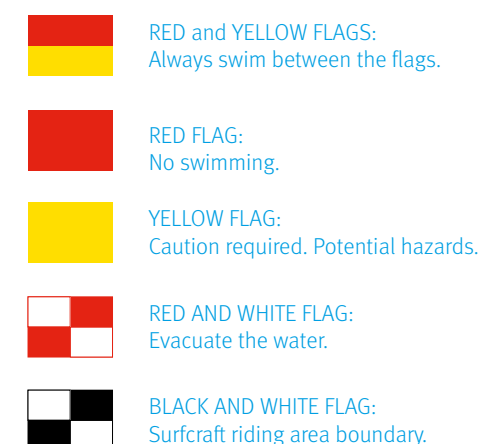 RED and YELLOW FLAGS:
Always swim between the flags.
RED FLAG:
No swimming.
YELLOW FLAG:
Caution required. Potential hazards.
RED AND WHITE FLAG:
Evacuate the water.
BLACK AND WHITE FLAG:
Surfcraft riding area boundary.